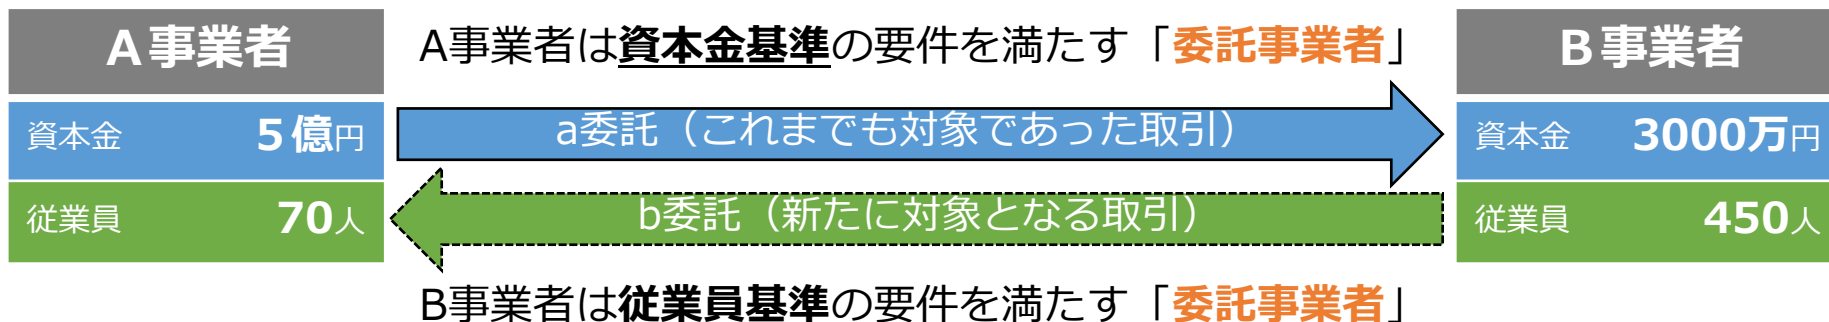 A事業者
A事業者は資本金基準の要件を満たす「委託事業者」
B事業者
資本金 5億円
a委託（これまでも対象であった取引）
資本金 3000万円
従業員 70人
b委託（新たに対象となる取引）
従業員 450人
B事業者は従業員基準の要件を満たす「委託事業者」